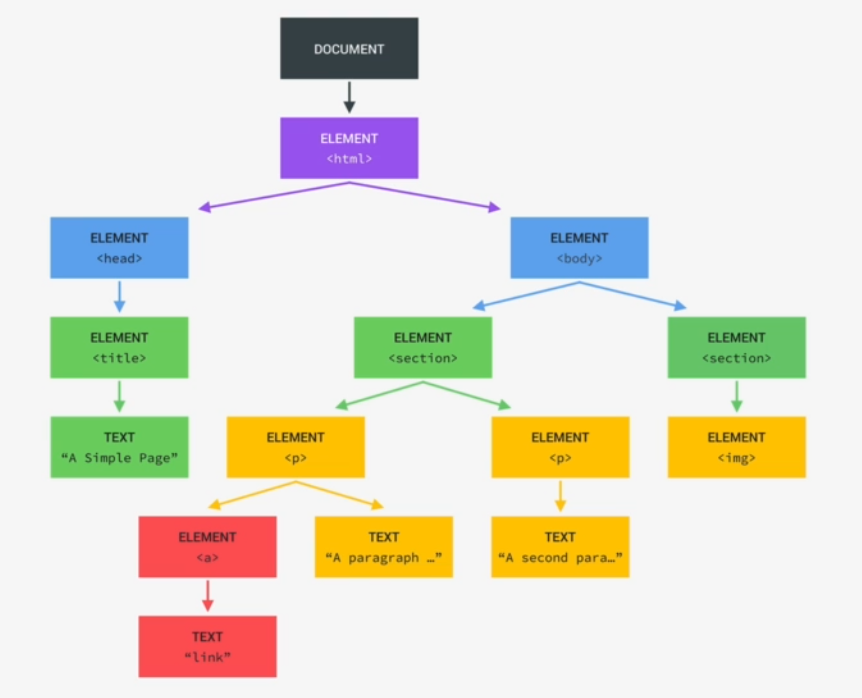 DOCUMENT
ELEMENT
<html>
ELEMENT
<head>
ELEMENT
<body>
ELEMENT
<title>
ELEMENT
<section>
ELEMENT
<section>
TEXT
“A Simple Page”
ELEMENT
<p>
ELEMENT
<p>
ELEMENT
<img>
ELEMENT
<a>
TEXT
“A paragraph …”
TEXT
“A second para…”
TEXT
“link”